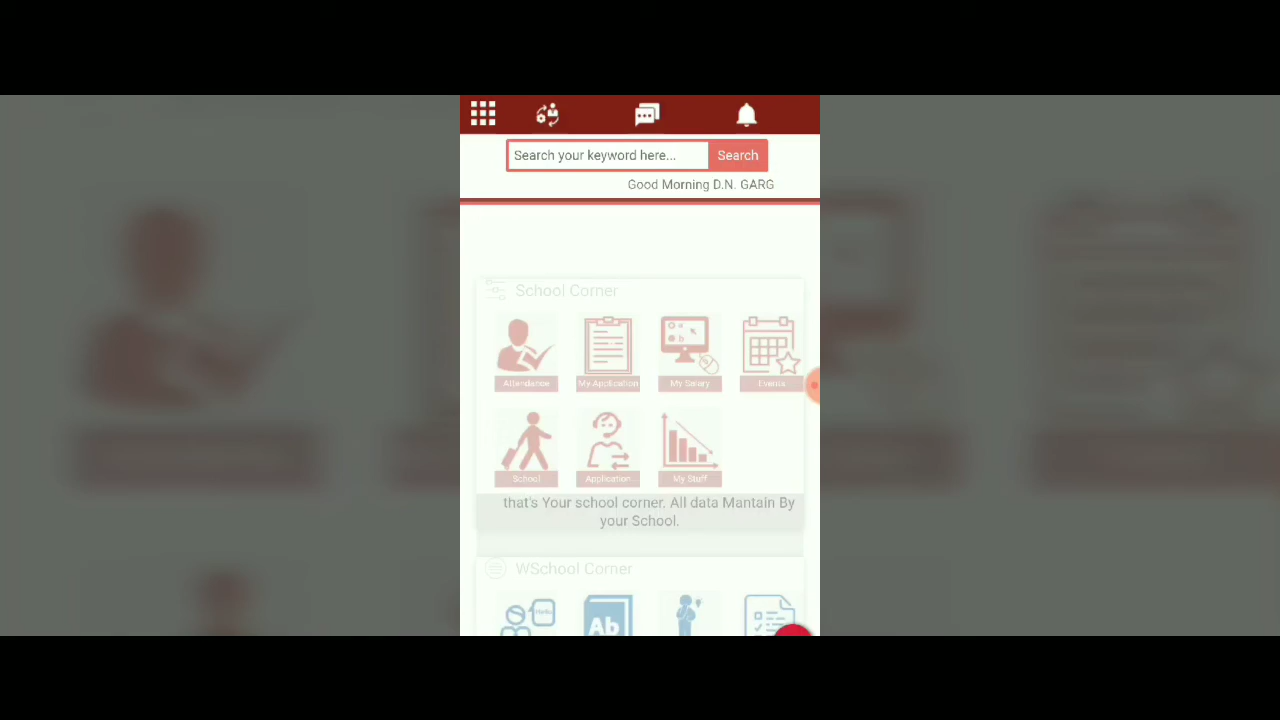 Search your keyword here...
Search
Good Morning D.N. GARG
School Corner
Attendance
My Application
My Salary
Events
School
Application
My Stuff
that's Your school corner. All data Mantain By
your School.
WSchool Corner
Ab